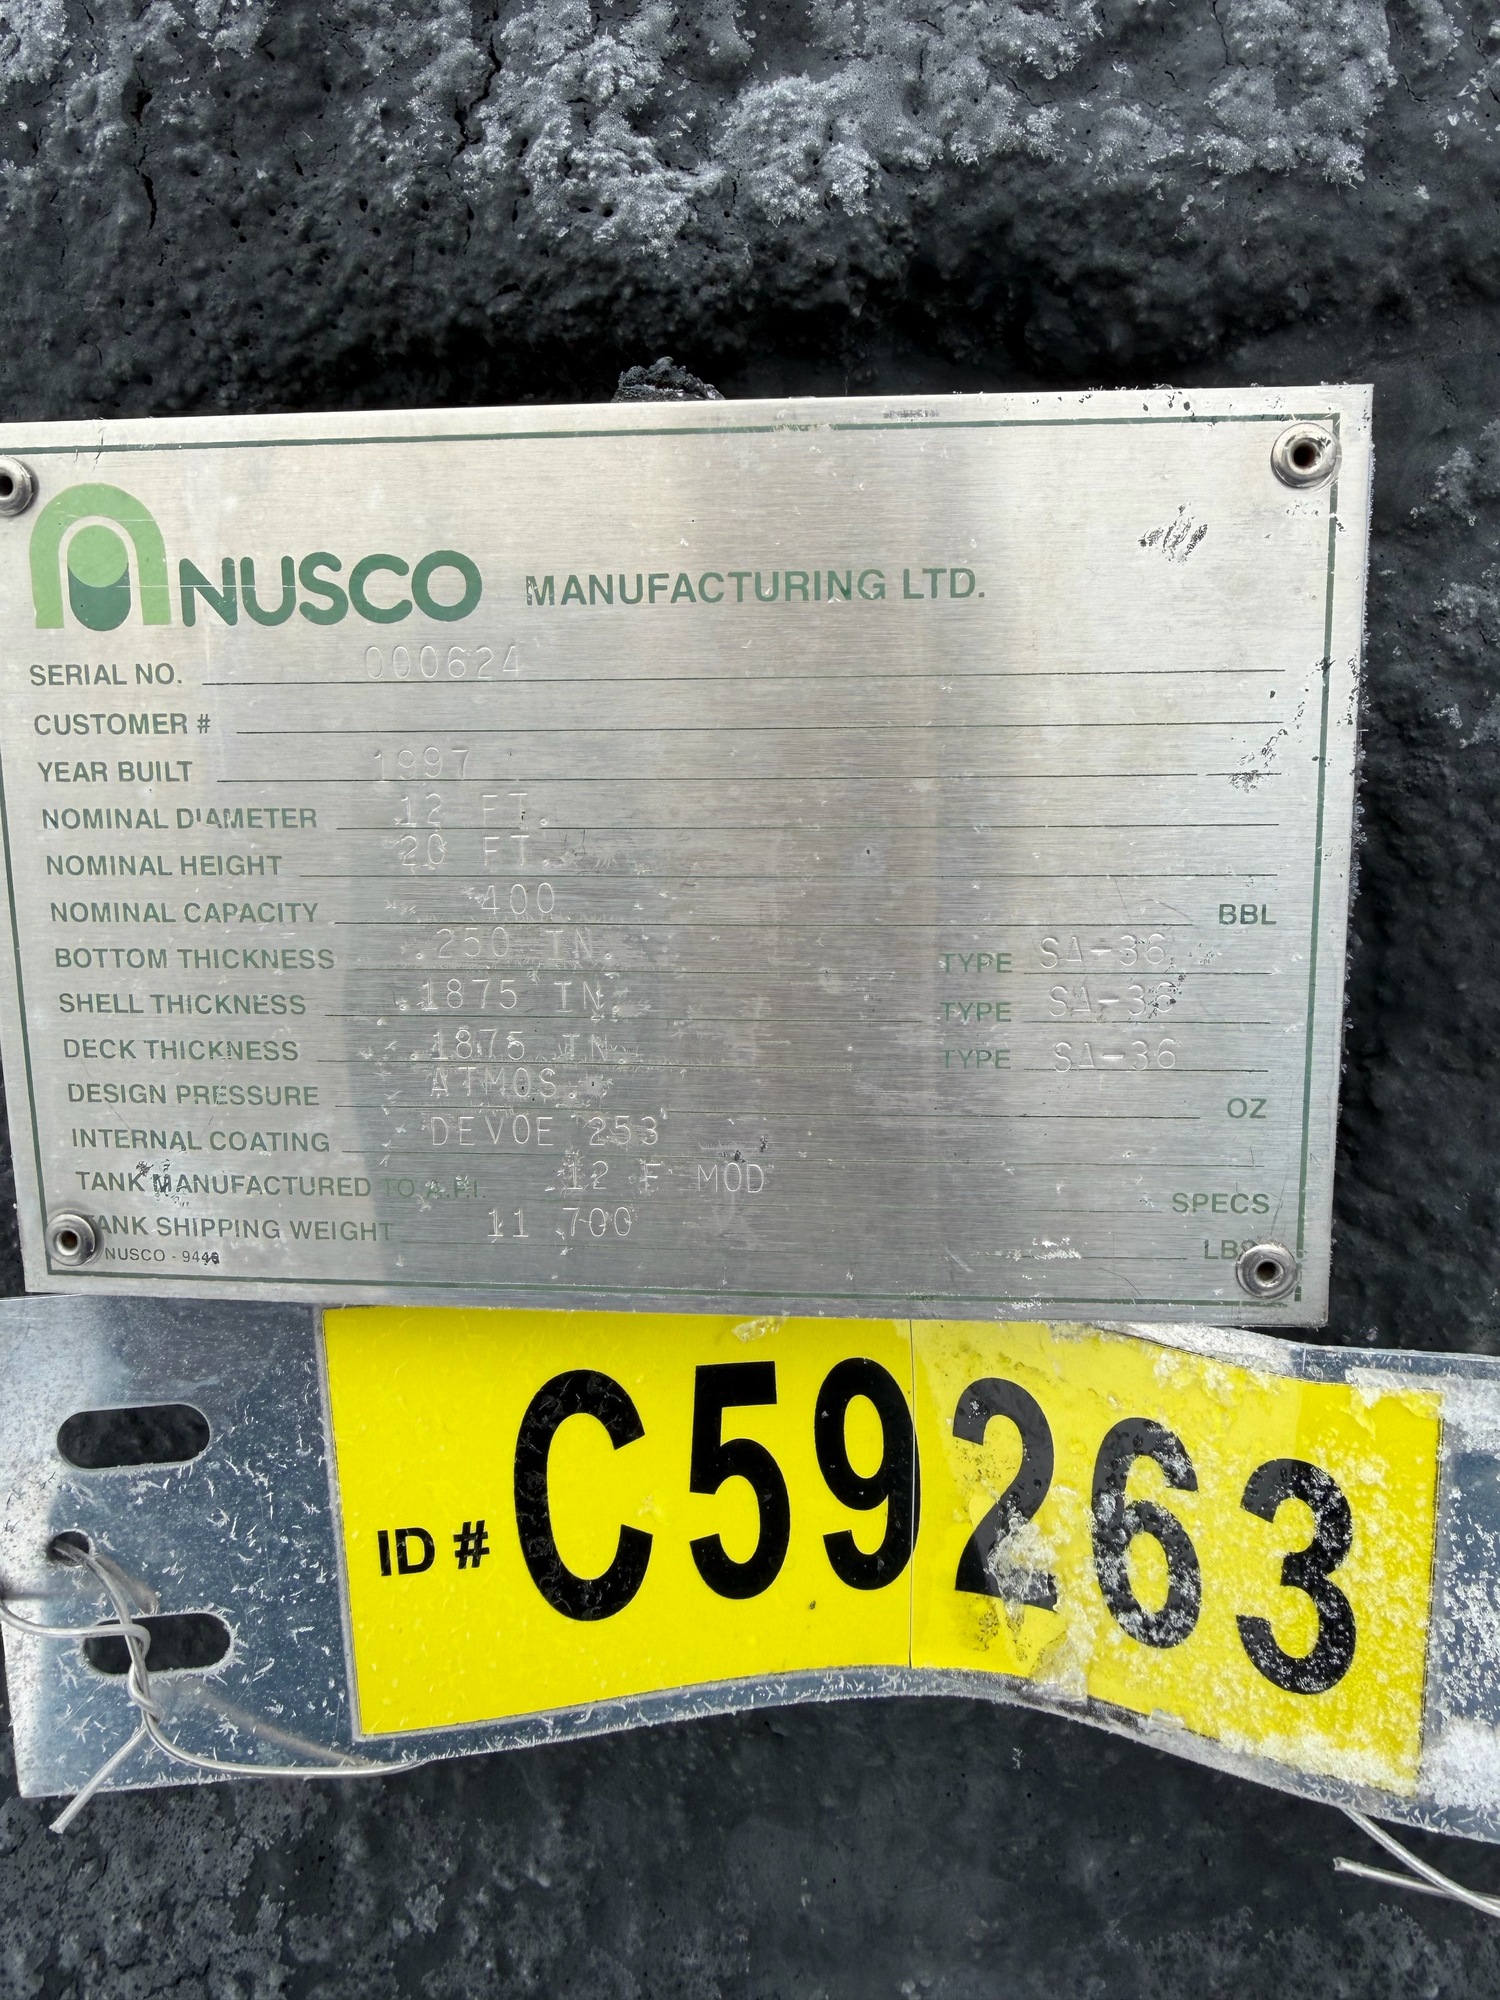 NUSCO MANUFACTURING LTD.
SERIAL NO. 000624
CUSTOMER #
YEAR BUILT 1997
NOMINAL DIAMETER 12 FT.
NOMINAL HEIGHT 20 FT.
NOMINAL CAPACITY 400 BBL
BOTTOM THICKNESS .250 IN. TYPE SA-36
SHELL THICKNESS .1875 IN. TYPE SA-36
DECK THICKNESS .1875 IN. TYPE SA-36
DESIGN PRESSURE ATMOS. OZ
INTERNAL COATING DEVOE 253
TANK MANUFACTURED TO A.P.I. 12 F MOD SPECS
TANK SHIPPING WEIGHT 11 700 LBS.
NUSCO -
ID # C59263